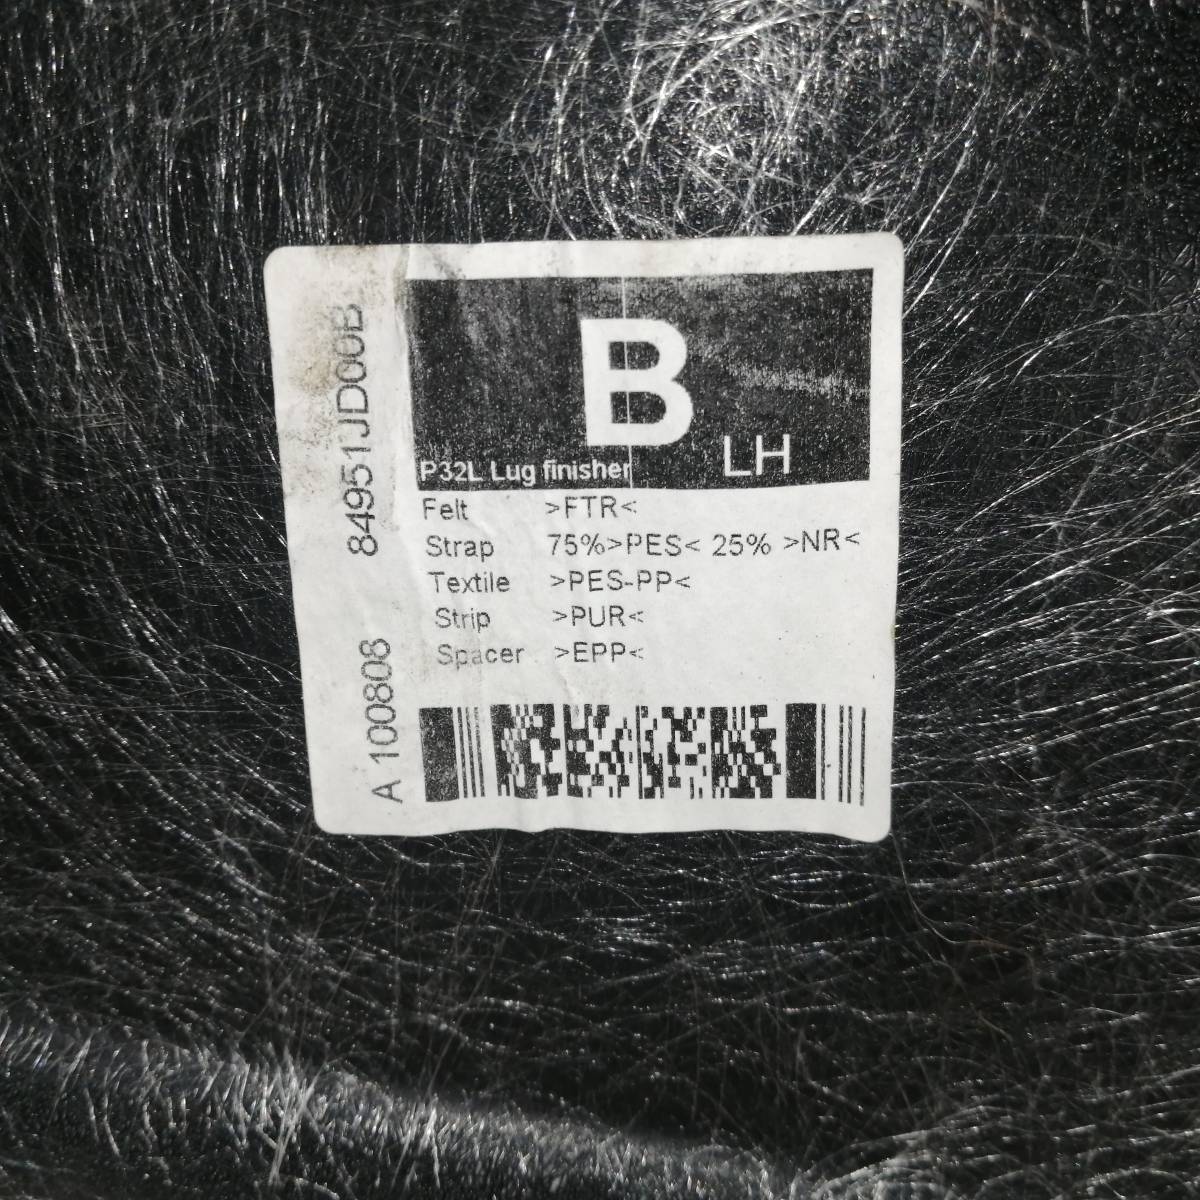 84951JD00B
A 100808
B
LH
P32L Lug finisher
Felt >FTR<
Strap 75%>PES< 25% >NR<
Textile >PES-PP<
Strip >PUR<
Spacer >EPP<